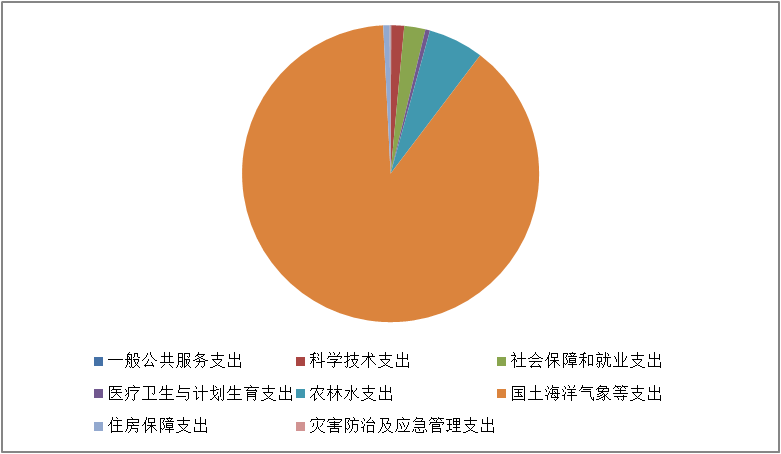 一般公共服务支出 科学技术支出 社会保障和就业支出
医疗卫生与计划生育支出 农林水支出 国土海洋气象等支出
住房保障支出 灾害防治及应急管理支出